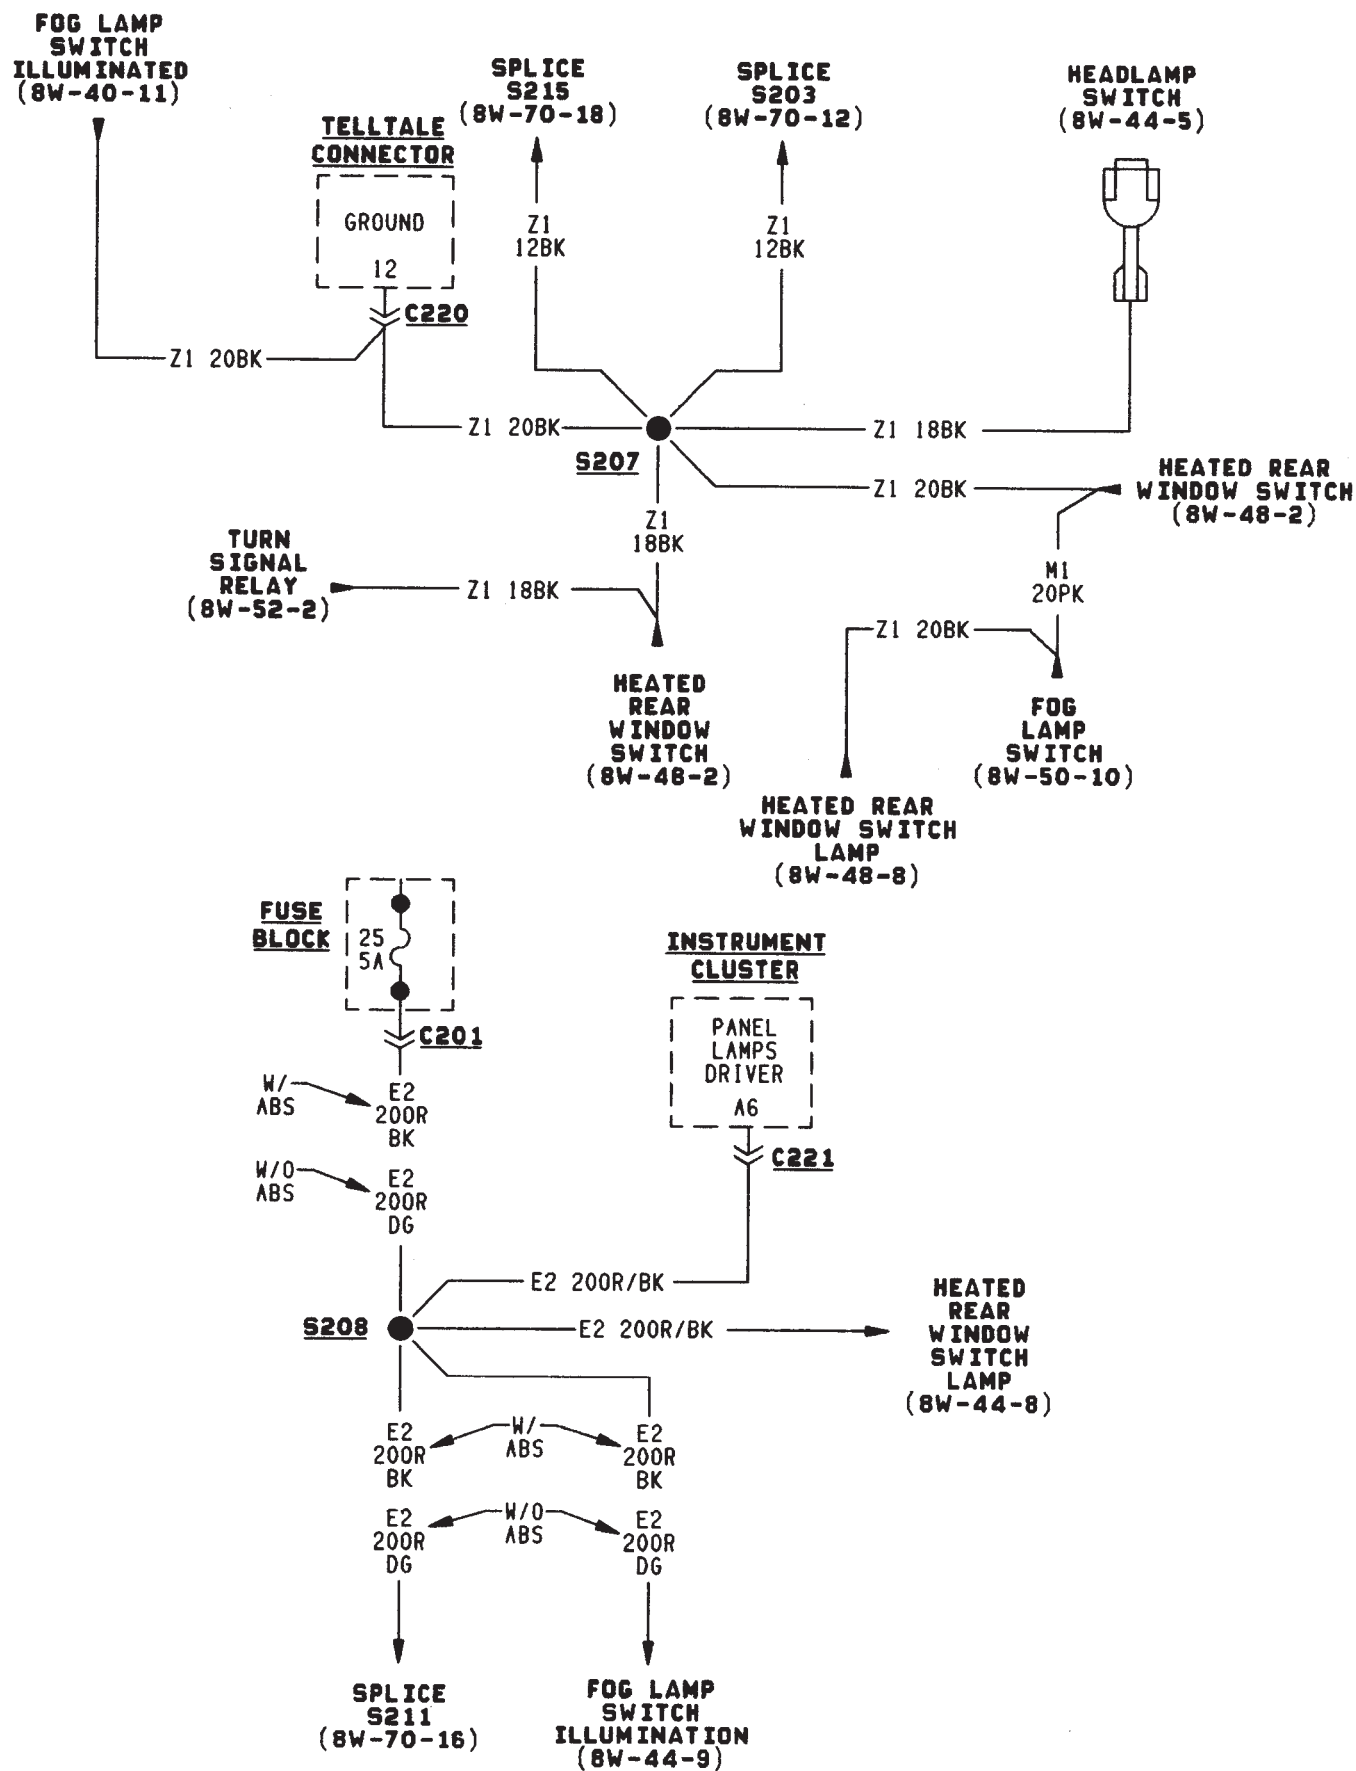 FOG LAMP
SWITCH
ILLUMINATED
(8W-40-11)
TELLTALE
CONNECTOR
GROUND
12
C220
SPLICE
S215
(8W-70-18)
SPLICE
S203
(8W-70-12)
HEADLAMP
SWITCH
(8W-44-5)
Z1
12BK
Z1
12BK
Z1 20BK
Z1 20BK
Z1 18BK
S207
Z1 20BK
HEATED REAR
WINDOW SWITCH
(8W-48-2)
Z1
18BK
TURN
SIGNAL
RELAY
(8W-52-2)
Z1 18BK
M1
20PK
Z1 20BK
HEATED
REAR
WINDOW
SWITCH
(8W-48-2)
FOG
LAMP
SWITCH
(8W-50-10)
HEATED REAR
WINDOW SWITCH
LAMP
(8W-48-8)
FUSE
BLOCK
25
5A
C201
INSTRUMENT
CLUSTER
PANEL
LAMPS
DRIVER
A6
C221
W/
ABS
E2
20OR
BK
W/O
ABS
E2
20OR
DG
E2 20OR/BK
S208
E2 20OR/BK
HEATED
REAR
WINDOW
SWITCH
LAMP
(8W-44-8)
E2
20OR
BK
W/
ABS
E2
20OR
BK
E2
20OR
DG
W/O
ABS
E2
20OR
DG
SPLICE
S211
(8W-70-16)
FOG LAMP
SWITCH
ILLUMINATION
(8W-44-9)